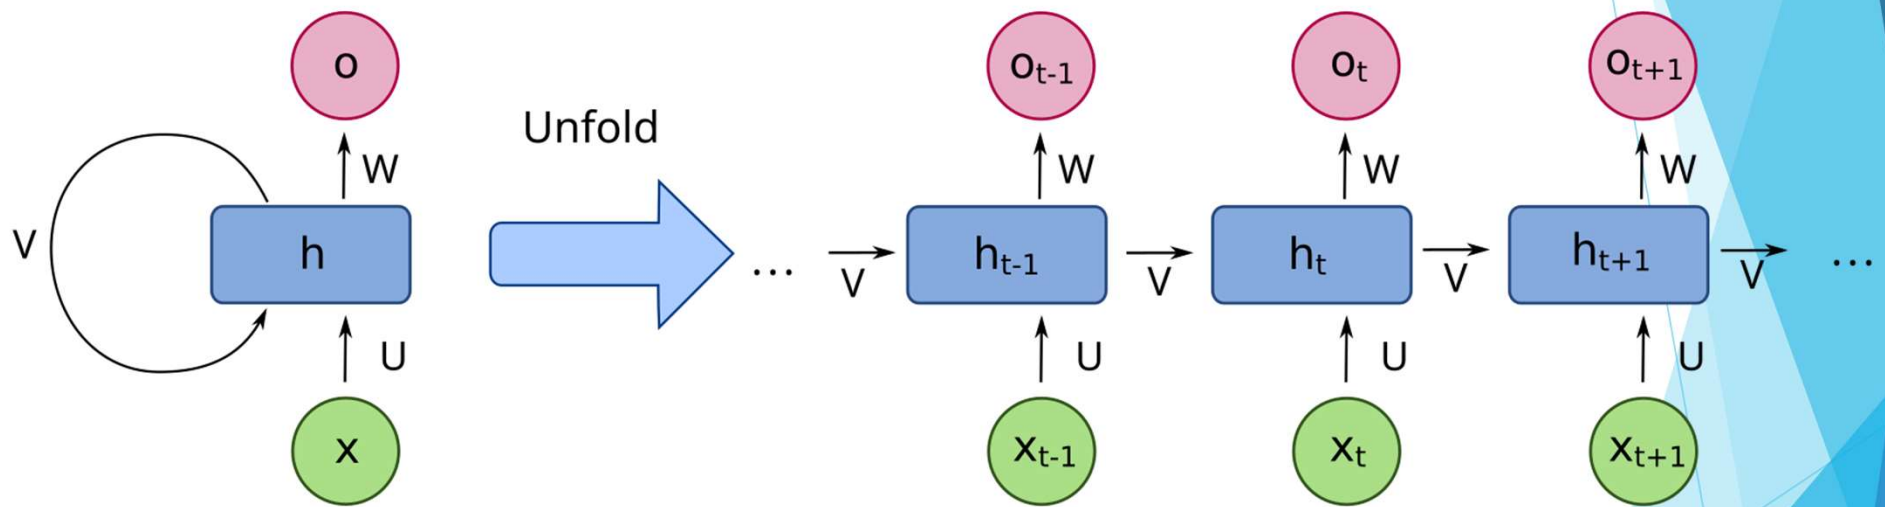 o
Unfold
W
V
h
U
x
o_{t-1}
o_t
o_{t+1}
W
W
W
...
V
h_{t-1}
V
h_t
V
h_{t+1}
V
...
U
U
U
x_{t-1}
x_t
x_{t+1}